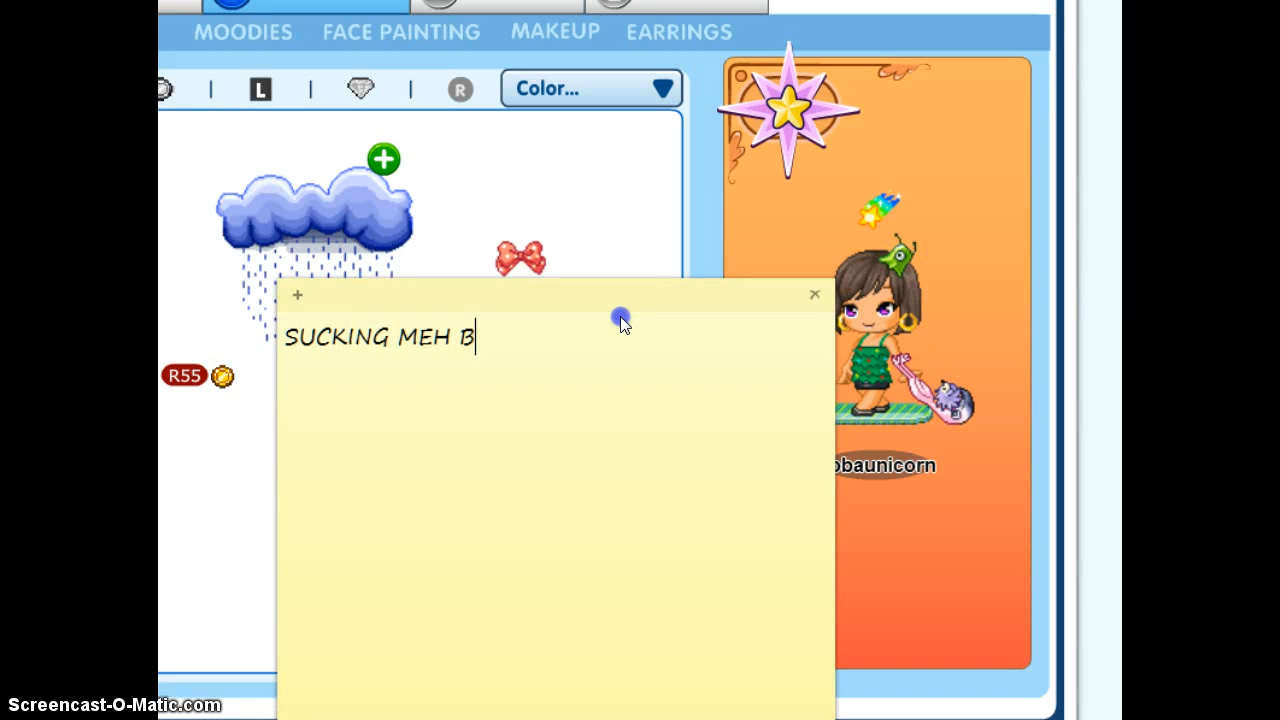 MOODIES FACE PAINTING MAKEUP EARRINGS
L R Color...
SUCKING MEH B
R55
obaunicorn
Screencast-O-Matic.com